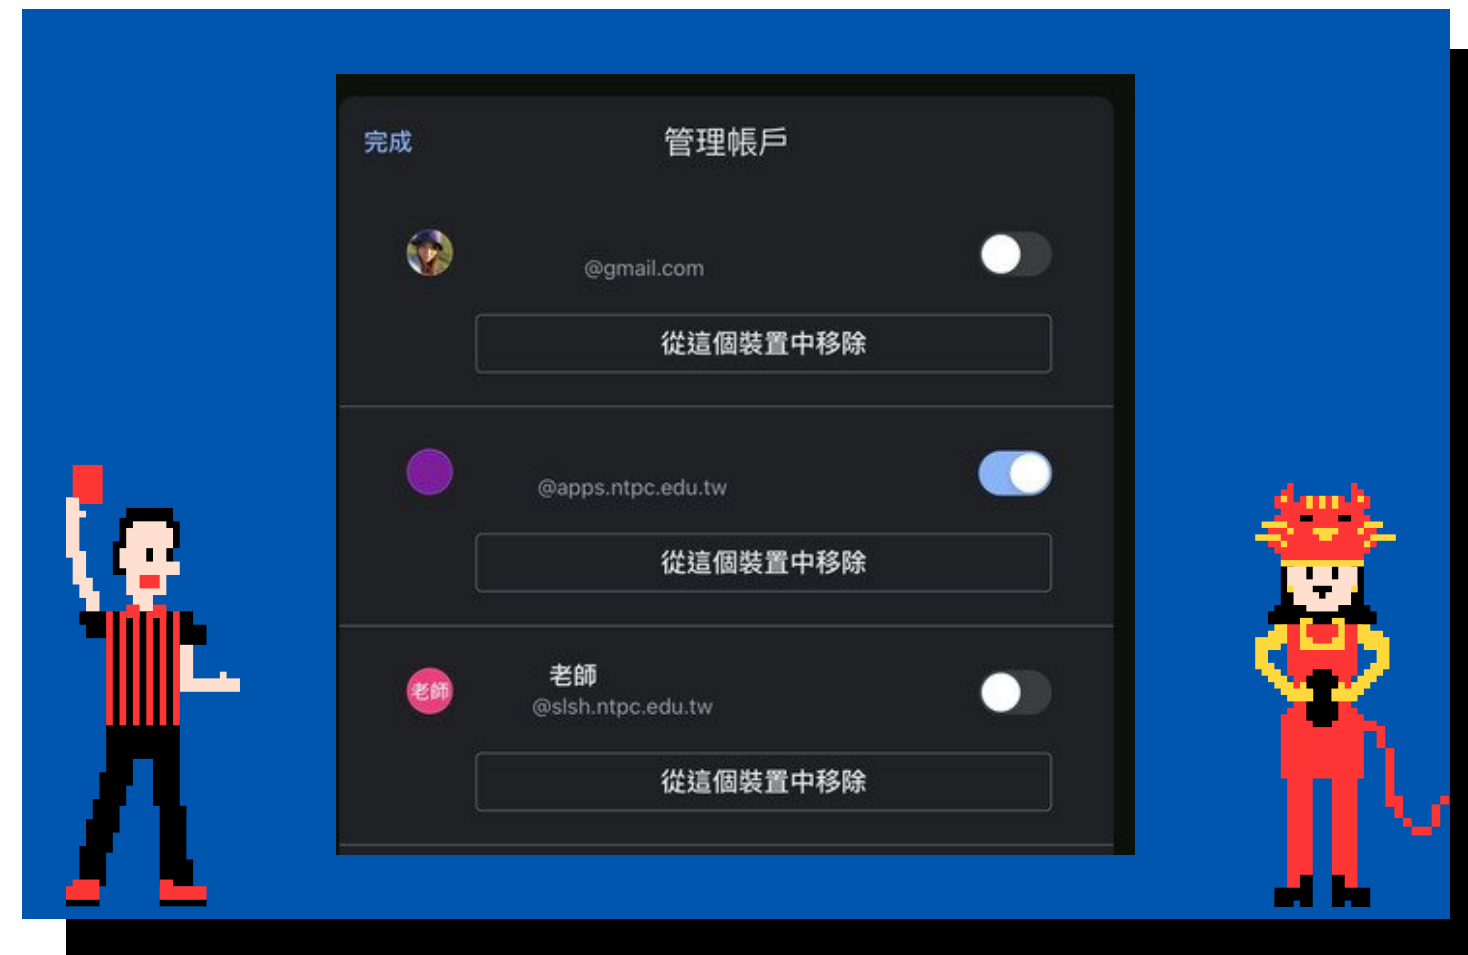 完成
管理帳戶
@gmail.com
從這個裝置中移除
@apps.ntpc.edu.tw
從這個裝置中移除
老師
老師
@slsh.ntpc.edu.tw
從這個裝置中移除